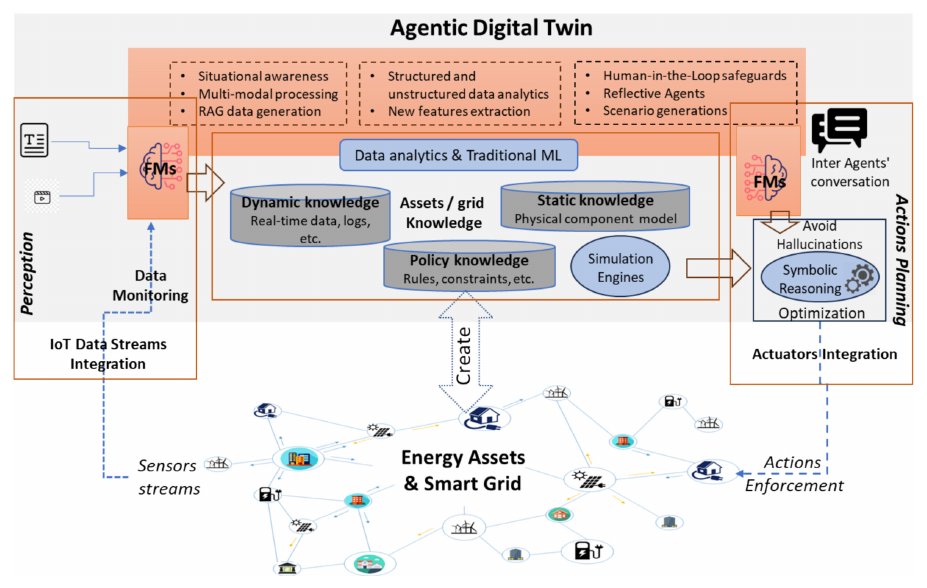 Agentic Digital Twin
• Situational awareness
• Multi-modal processing
• RAG data generation
• Structured and
unstructured data analytics
• New features extraction
• Human-in-the-Loop safeguards
• Reflective Agents
• Scenario generations
T
FMs
Data analytics & Traditional ML
Dynamic knowledge
Real-time data, logs,
etc.
Assets / grid
Knowledge
Static knowledge
Physical component model
Policy knowledge
Rules, constraints, etc.
Simulation
Engines
FMs
Inter Agents'
conversation
Avoid
Hallucinations
Symbolic
Reasoning
Optimization
Actions Planning
Perception
Data
Monitoring
IoT Data Streams
Integration
Actuators Integration
Create
Sensors
streams
Energy Assets
& Smart Grid
Actions
Enforcement